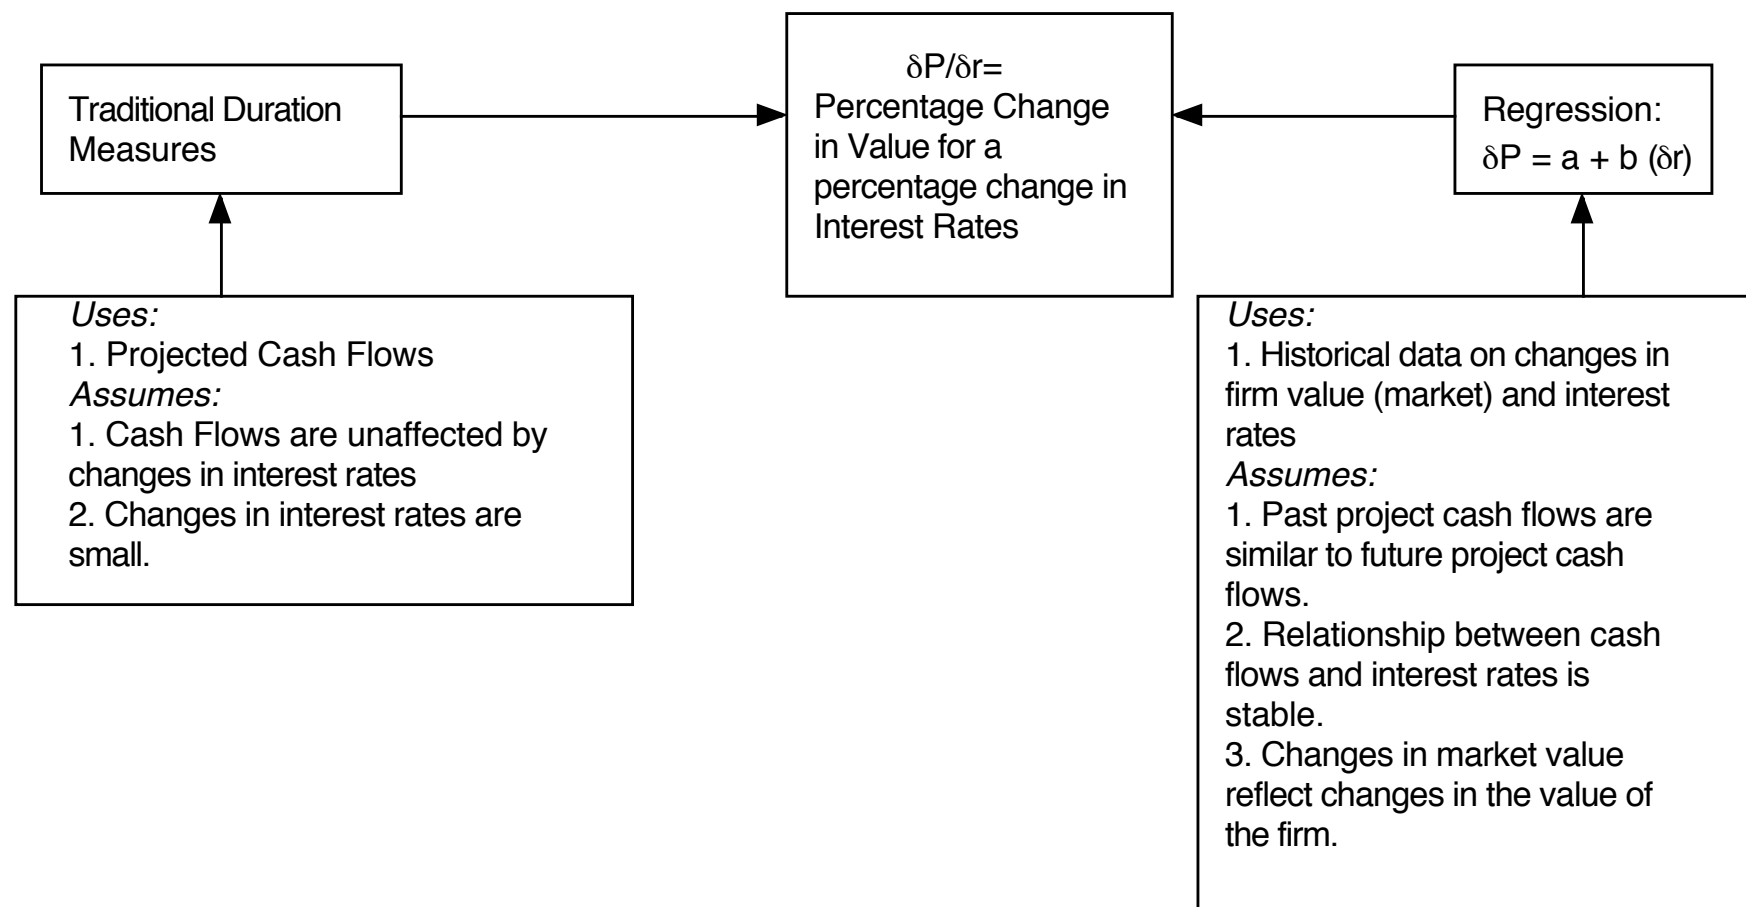 Traditional Duration
Measures
δP/δr=
Percentage Change
in Value for a
percentage change in
Interest Rates
Regression:
δP = a + b (δr)
Uses:
1. Projected Cash Flows
Assumes:
1. Cash Flows are unaffected by
changes in interest rates
2. Changes in interest rates are
small.
Uses:
1. Historical data on changes in
firm value (market) and interest
rates
Assumes:
1. Past project cash flows are
similar to future project cash
flows.
2. Relationship between cash
flows and interest rates is
stable.
3. Changes in market value
reflect changes in the value of
the firm.